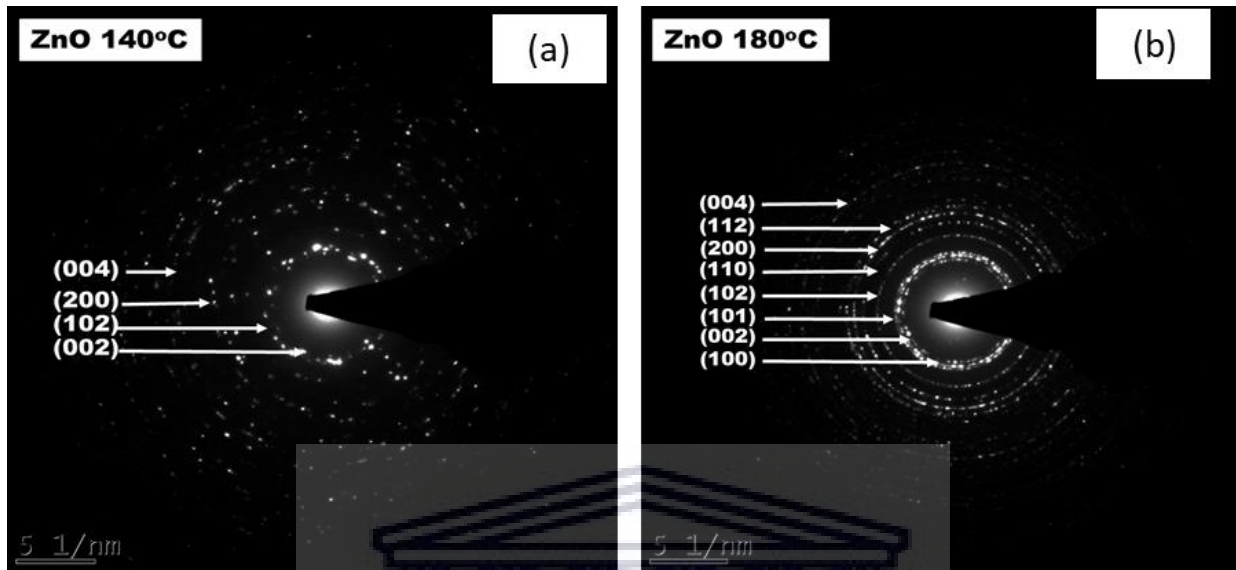 ZnO 140°C
(a)
(004)
(200)
(102)
(002)
5 1/nm
ZnO 180°C
(b)
(004)
(112)
(200)
(110)
(102)
(101)
(002)
(100)
5 1/nm